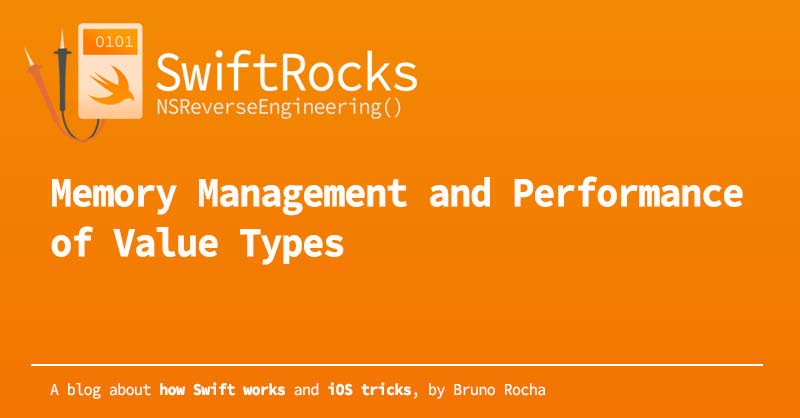 0101
SwiftRocks
NSReverseEngineering()
Memory Management and Performance
of Value Types
A blog about how Swift works and iOS tricks, by Bruno Rocha